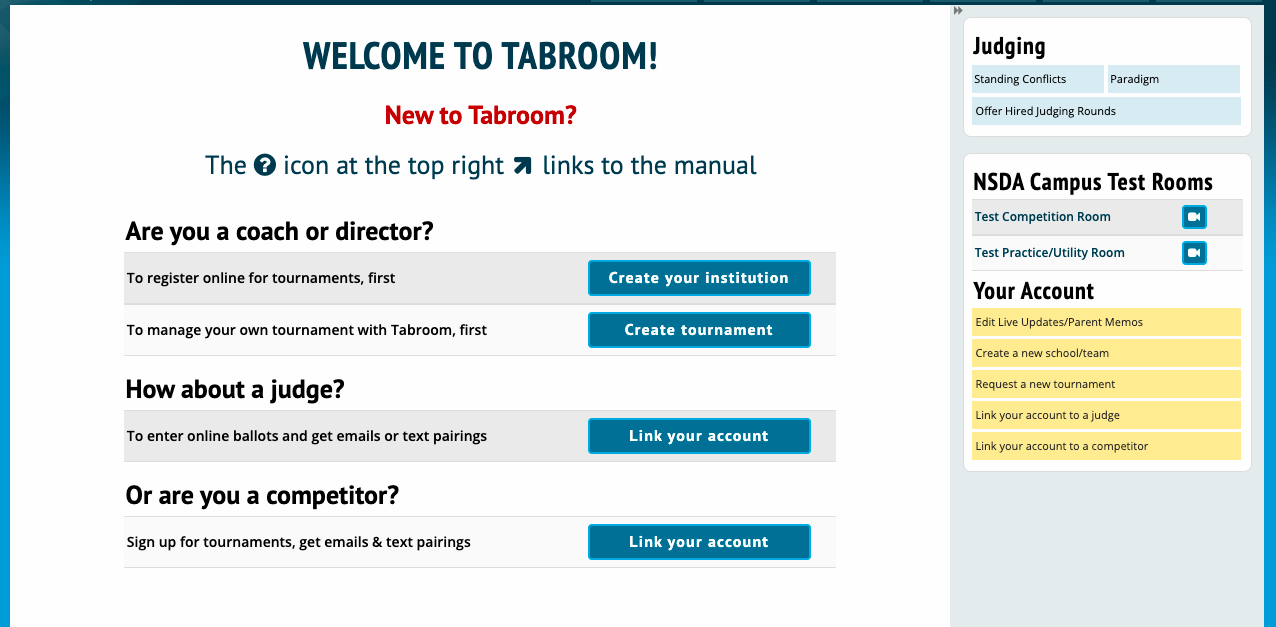 WELCOME TO TABROOM!
New to Tabroom?
The ? icon at the top right links to the manual
Are you a coach or director?
To register online for tournaments, first
Create your institution
To manage your own tournament with Tabroom, first
Create tournament
How about a judge?
To enter online ballots and get emails or text pairings
Link your account
Or are you a competitor?
Sign up for tournaments, get emails & text pairings
Link your account
Judging
Standing Conflicts
Paradigm
Offer Hired Judging Rounds
NSDA Campus Test Rooms
Test Competition Room
Test Practice/Utility Room
Your Account
Edit Live Updates/Parent Memos
Create a new school/team
Request a new tournament
Link your account to a judge
Link your account to a competitor